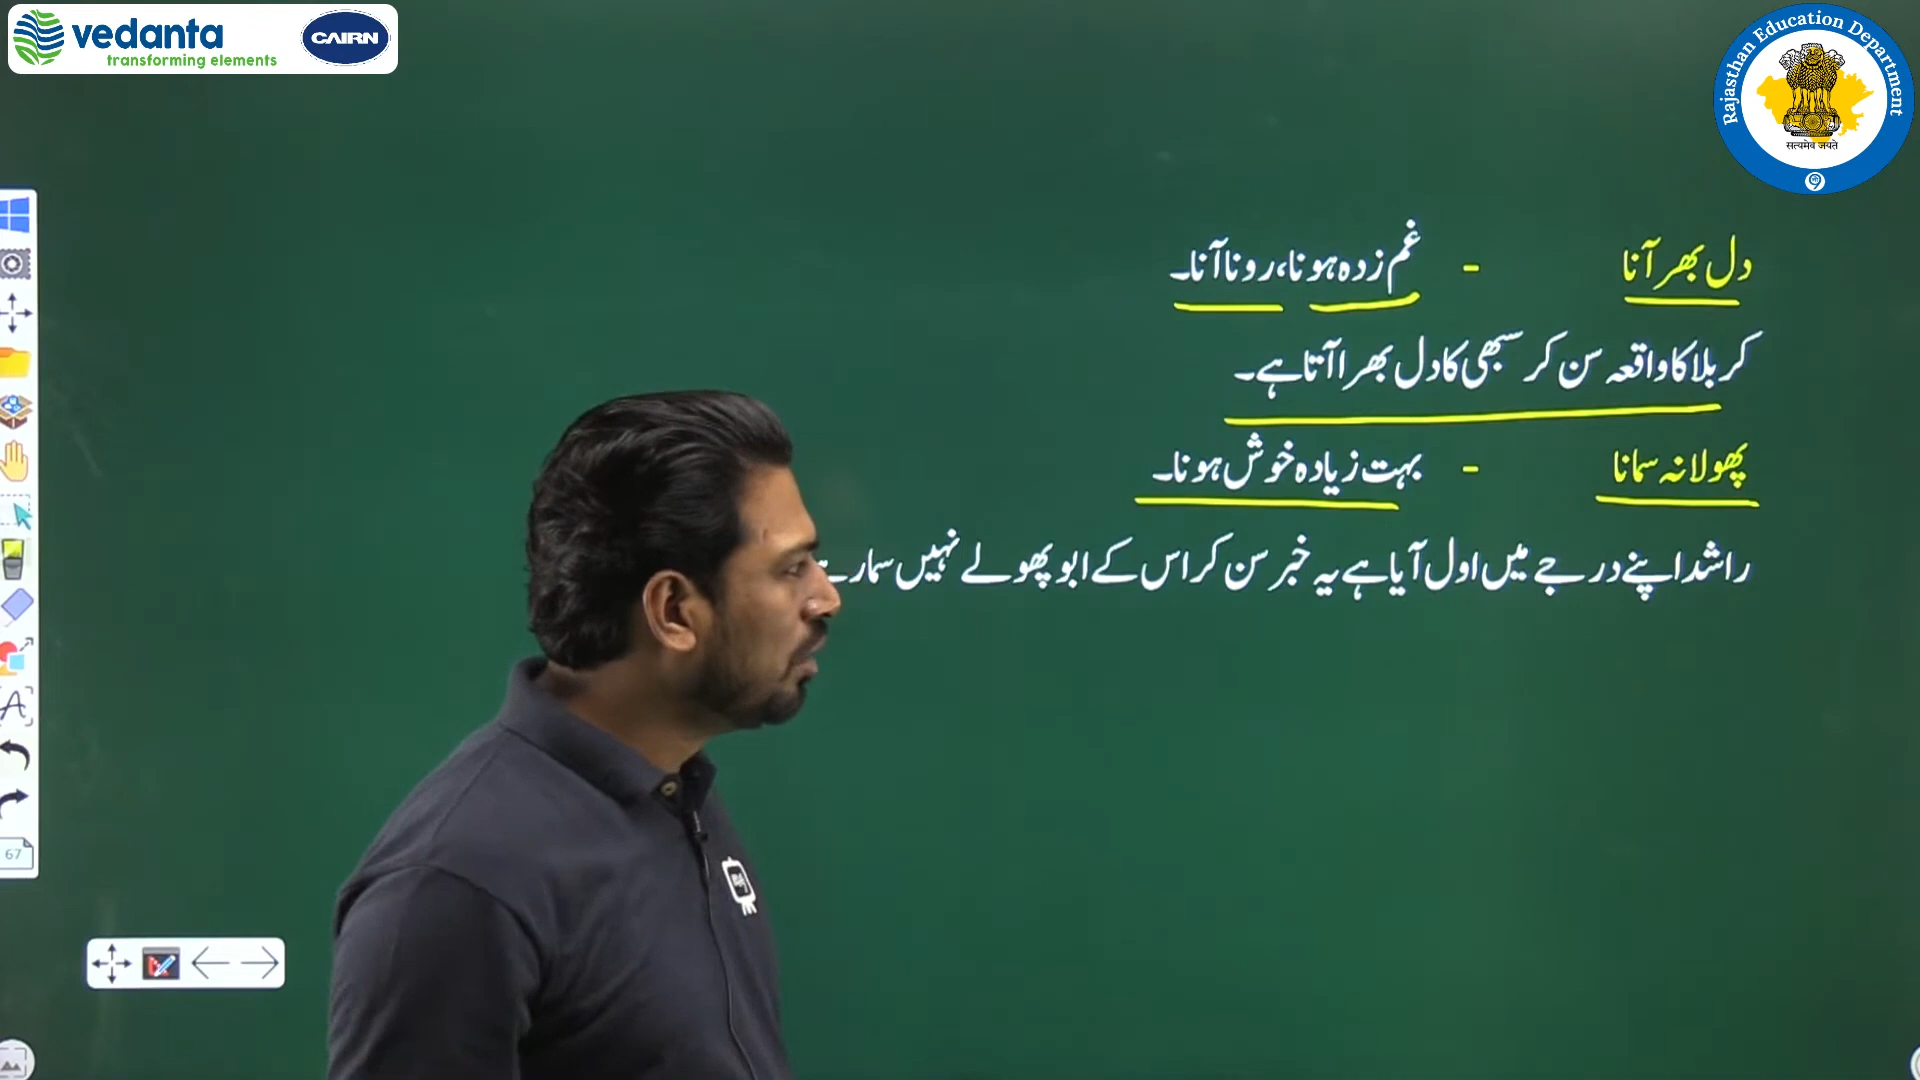 vedanta
transforming elements
CAIRN
Rajasthan Education Department
सत्यमेव जयते
دل بھر آنا - غم زدہ ہونا، رونا آنا۔
کربلا کا واقعہ سن کر سبھی کا دل بھر اآتا ہے۔
پھولا نہ سمانا - بہت زیادہ خوش ہونا۔
راشد اپنے درجے میں اول آیا ہے یہ خبر سن کر اس کے ابو پھولے نہیں سمار
67